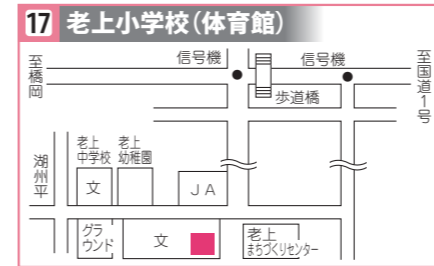 17 老上小学校(体育館)
至橋岡
信号機
信号機
至国道1号
歩道橋
湖州平
老上
中学校
老上
幼稚園
文
JA
グラ
ウンド
文
老上
まちづくりセンター